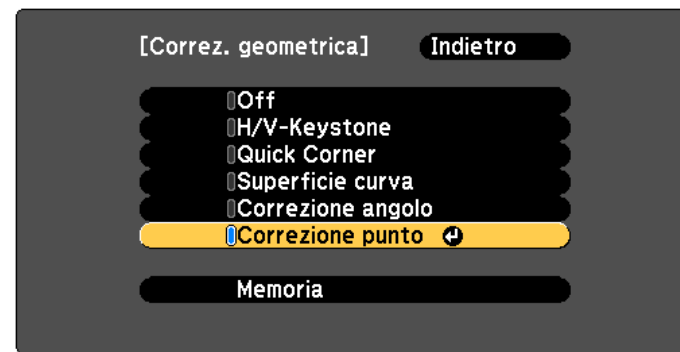 [Correz. geometrica] Indietro
Off
H/V-Keystone
Quick Corner
Superficie curva
Correzione angolo
Correzione punto
Memoria